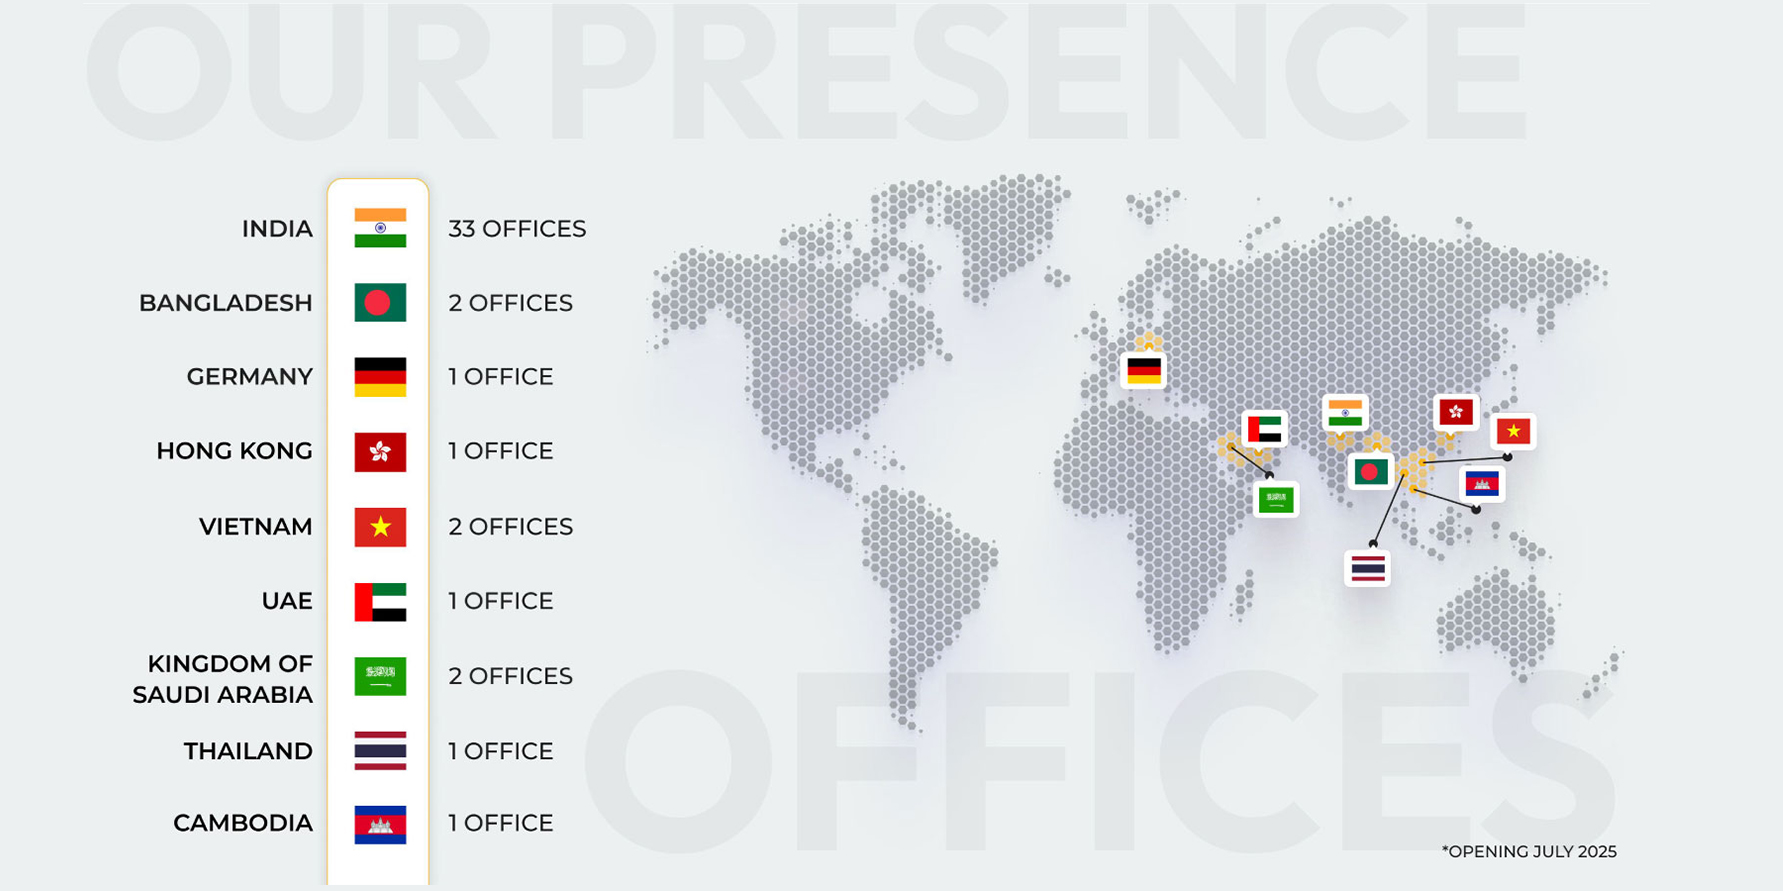 OUR PRESENCE
INDIA 33 OFFICES
BANGLADESH 2 OFFICES
GERMANY 1 OFFICE
HONG KONG 1 OFFICE
VIETNAM 2 OFFICES
UAE 1 OFFICE
KINGDOM OF
SAUDI ARABIA 2 OFFICES
THAILAND 1 OFFICE
CAMBODIA 1 OFFICE
OFFICES
*OPENING JULY 2025